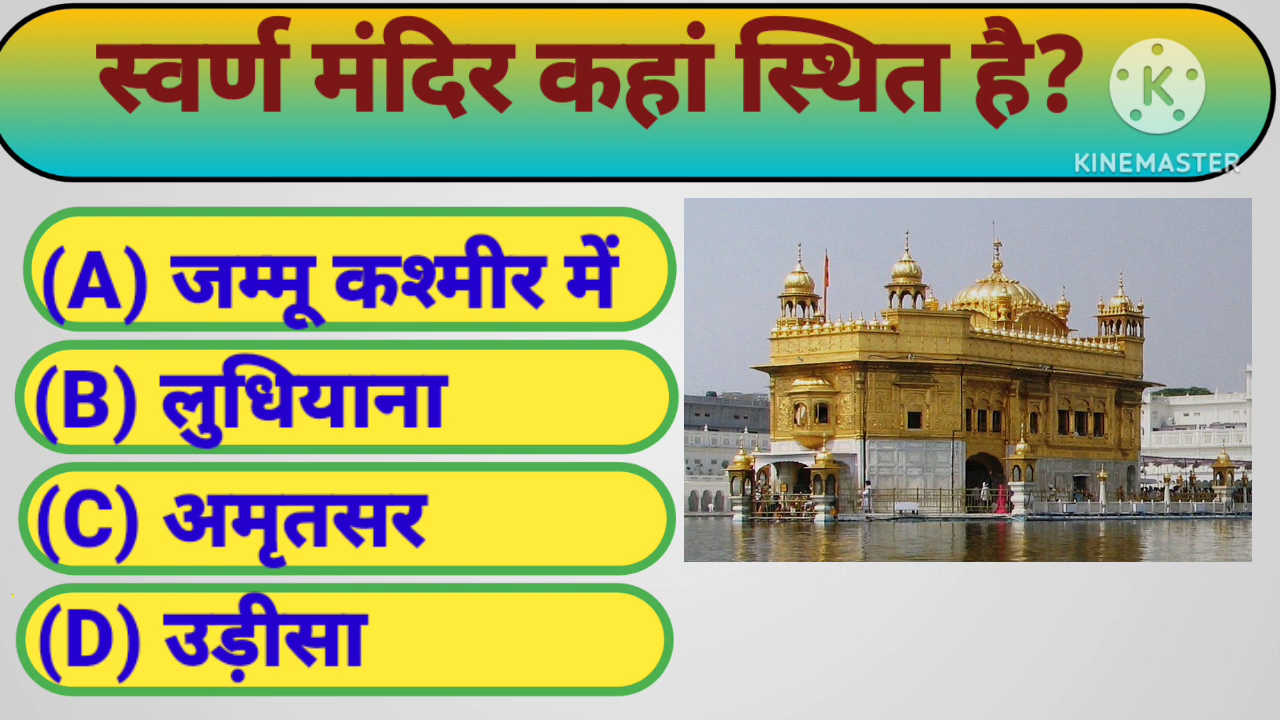 स्वर्ण मंदिर कहां स्थित है?
K
KINEMASTER
(A) जम्मू कश्मीर में
(B) लुधियाना
(C) अमृतसर
(D) उड़ीसा